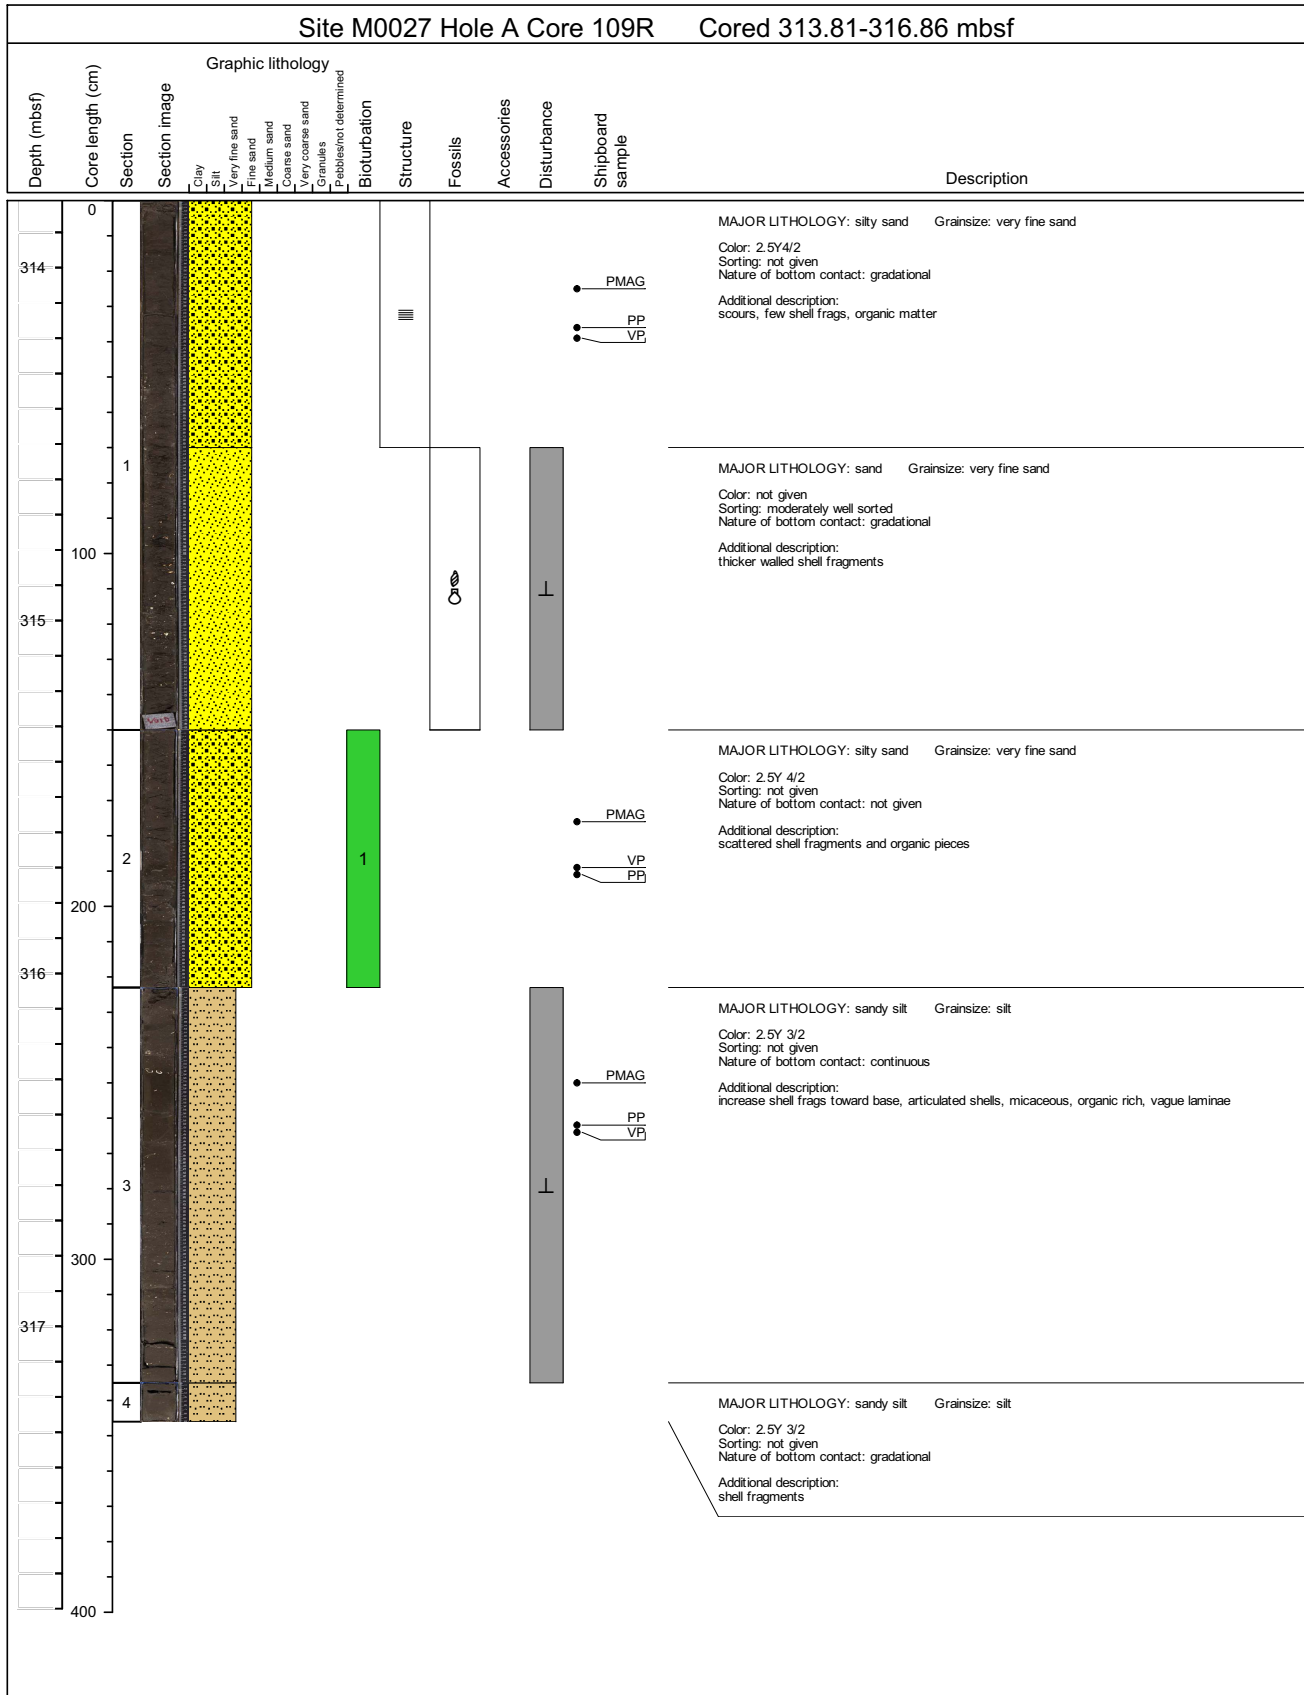 Site M0027 Hole A Core 109R Cored 313.81-316.86 mbsf
Depth (mbsf)
Core length (cm)
Section
Section image
Graphic lithology
Clay
Silt
Very fine sand
Fine sand
Medium sand
Coarse sand
Very coarse sand
Granules
Pebbles/not determined
Bioturbation
Structure
Fossils
Accessories
Disturbance
Shipboard
sample
Description
0
314
100
315
200
316
300
317
400
1
2
3
4
1
PMAG
PP
VP
PMAG
VP
PP
PMAG
PP
VP
MAJOR LITHOLOGY: silty sand Grainsize: very fine sand
Color: 2.5Y4/2
Sorting: not given
Nature of bottom contact: gradational
Additional description:
scours, few shell frags, organic matter
MAJOR LITHOLOGY: sand Grainsize: very fine sand
Color: not given
Sorting: moderately well sorted
Nature of bottom contact: gradational
Additional description:
thicker walled shell fragments
MAJOR LITHOLOGY: silty sand Grainsize: very fine sand
Color: 2.5Y 4/2
Sorting: not given
Nature of bottom contact: not given
Additional description:
scattered shell fragments and organic pieces
MAJOR LITHOLOGY: sandy silt Grainsize: silt
Color: 2.5Y 3/2
Sorting: not given
Nature of bottom contact: continuous
Additional description:
increase shell frags toward base, articulated shells, micaceous, organic rich, vague laminae
MAJOR LITHOLOGY: sandy silt Grainsize: silt
Color: 2.5Y 3/2
Sorting: not given
Nature of bottom contact: gradational
Additional description:
shell fragments